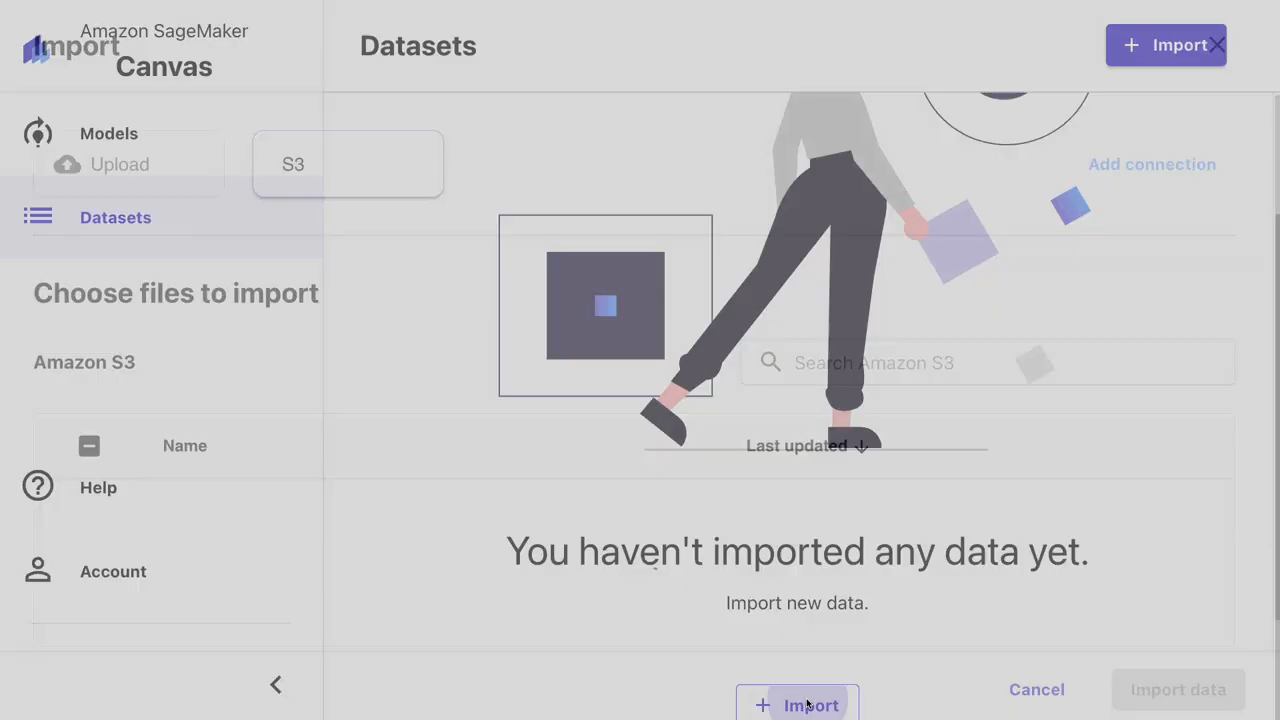 Amazon SageMaker
Canvas
Import
Datasets
+ Import
Models
Upload
S3
Add connection
Datasets
Choose files to import
Amazon S3
Search Amazon S3
Name
Last updated
Help
You haven't imported any data yet.
Account
Import new data.
Cancel
Import data
+ Import